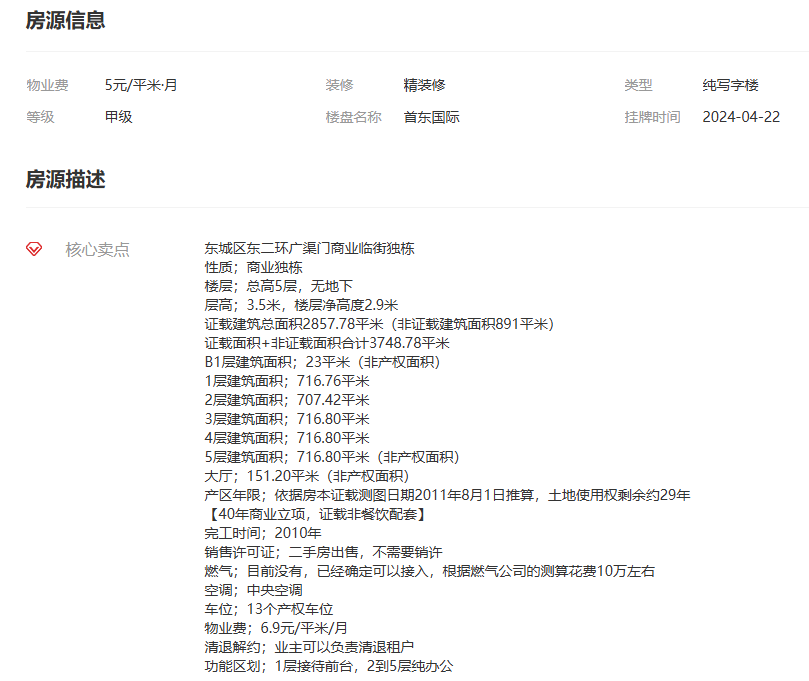 房源信息
物业费 5元/平米·月 装修 精装修 类型 纯写字楼
等级 甲级 楼盘名称 首东国际 挂牌时间 2024-04-22
房源描述
核心卖点 东城区东二环广渠门商业临街独栋
性质；商业独栋
楼层；总高5层，无地下
层高；3.5米，楼层净高度2.9米
证载建筑总面积2857.78平米（非证载建筑面积891平米）
证载面积+非证载面积合计3748.78平米
B1层建筑面积；23平米（非产权面积）
1层建筑面积；716.76平米
2层建筑面积；707.42平米
3层建筑面积；716.80平米
4层建筑面积；716.80平米
5层建筑面积；716.80平米（非产权面积）
大厅；151.20平米（非产权面积）
产区年限；依据房本证载测图日期2011年8月1日推算，土地使用权剩余约29年
【40年商业立项，证载非餐饮配套】
完工时间；2010年
销售许可证；二手房出售，不需要销许
燃气；目前没有，已经确定可以接入，根据燃气公司的测算花费10万左右
空调；中央空调
车位；13个产权车位
物业费；6.9元/平米/月
清退解约；业主可以负责清退租户
功能区划；1层接待前台，2到5层纯办公